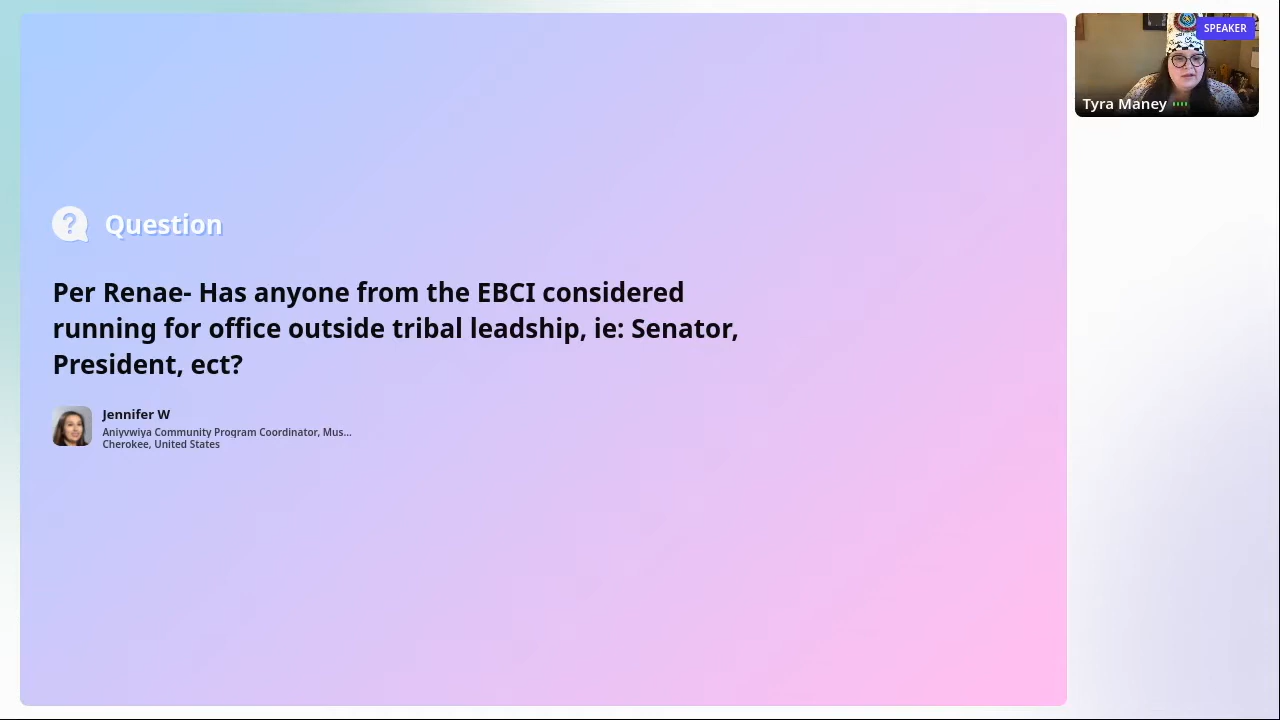 SPEAKER
Tyra Maney
Question
Per Renae- Has anyone from the EBCI considered
running for office outside tribal leadship, ie: Senator,
President, ect?
Jennifer W
Aniyvwiya Community Program Coordinator, Mus...
Cherokee, United States